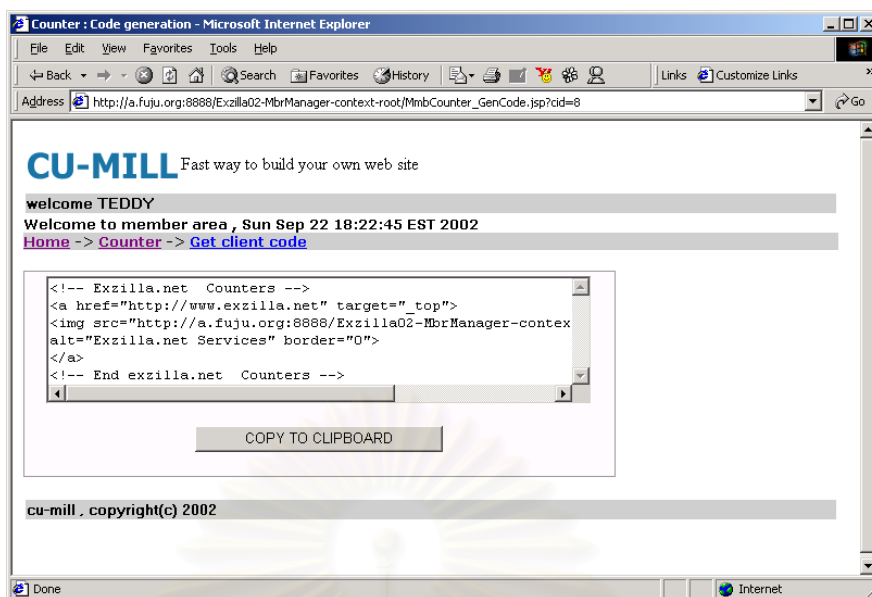 Counter : Code generation - Microsoft Internet Explorer
File Edit View Favorites Tools Help
Back Search Favorites History Links Customize Links »
Address http://a.fuju.org:8888/Exzilla02-MbrManager-context-root/MmbCounter_GenCode.jsp?cid=8 Go
CU-MILL Fast way to build your own web site
welcome TEDDY
Welcome to member area , Sun Sep 22 18:22:45 EST 2002
Home -> Counter -> Get client code
<!-- Exzilla.net  Counters -->
<a href="http://www.exzilla.net" target="_top">
<img src="http://a.fuju.org:8888/Exzilla02-MbrManager-contex
alt="Exzilla.net Services" border="0">
</a>
<!-- End exzilla.net  Counters -->
COPY TO CLIPBOARD
cu-mill , copyright(c) 2002
Done Internet